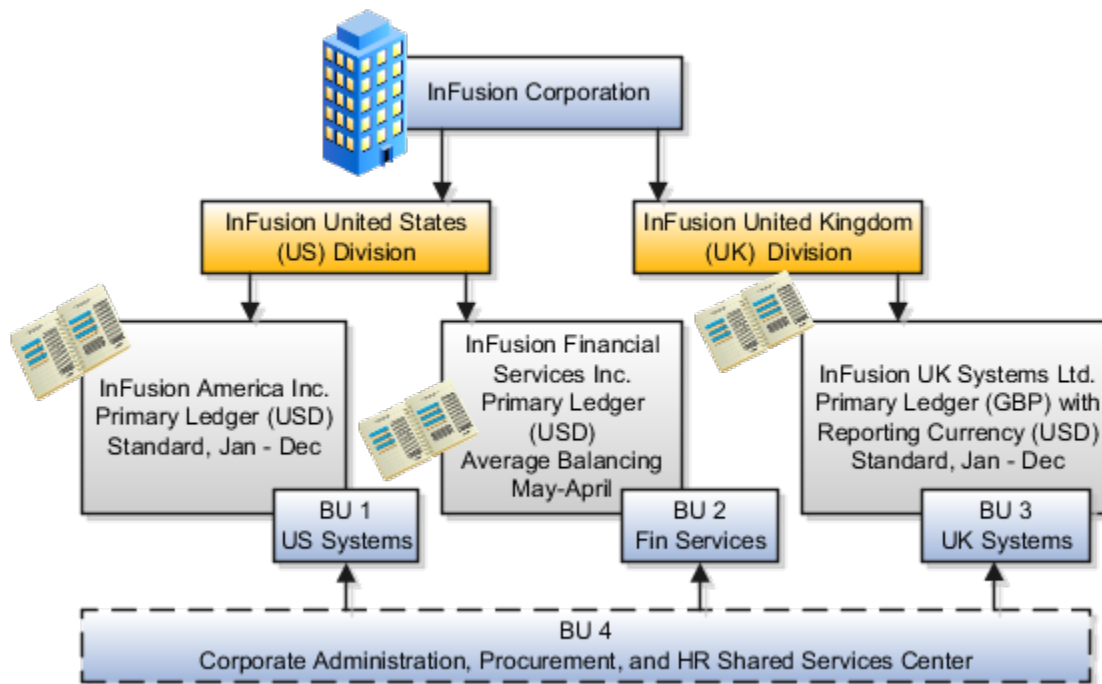 InFusion Corporation
InFusion United States
(US) Division
InFusion United Kingdom
(UK) Division
InFusion America Inc.
Primary Ledger (USD)
Standard, Jan - Dec
InFusion Financial
Services Inc.
Primary Ledger
(USD)
Average Balancing
May-April
InFusion UK Systems Ltd.
Primary Ledger (GBP) with
Reporting Currency (USD)
Standard, Jan - Dec
BU 1
US Systems
BU 2
Fin Services
BU 3
UK Systems
BU 4
Corporate Administration, Procurement, and HR Shared Services Center